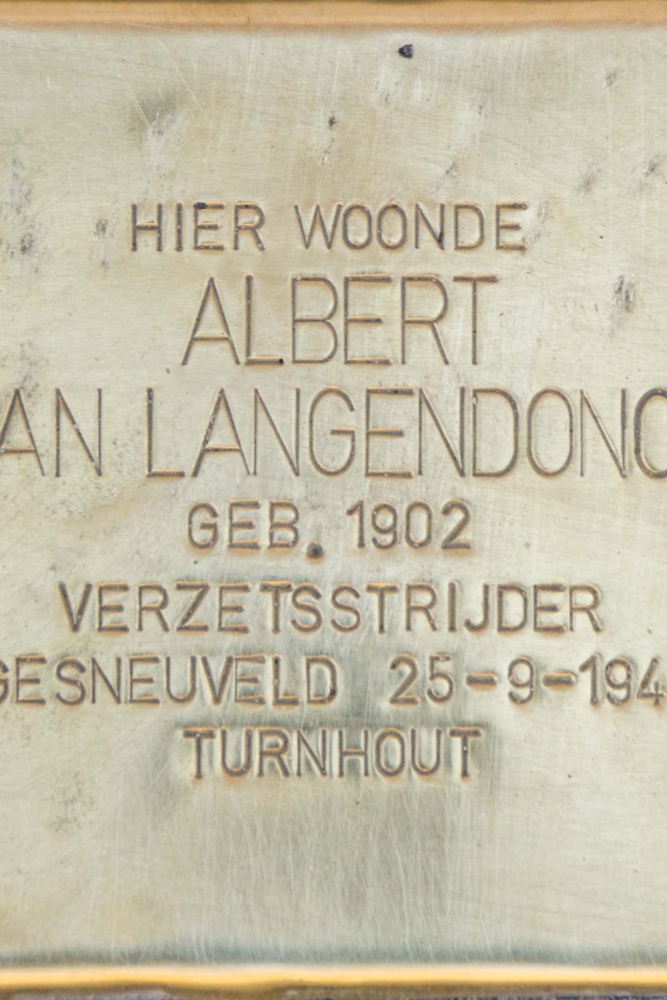 HIER WOONDE
ALBERT
AN LANGENDONC
GEB. 1902
VERZETSSTRIJDER
GESNEUVELD 25-9-194
TURNHOUT